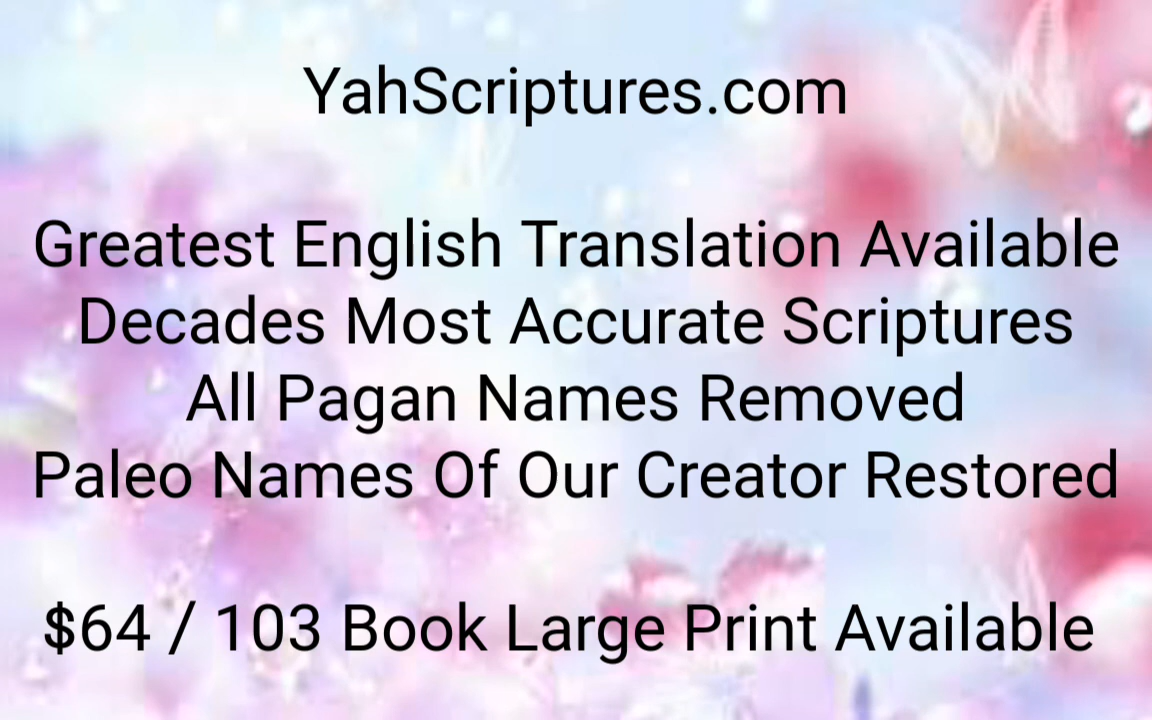 YahScriptures.com
Greatest English Translation Available
Decades Most Accurate Scriptures
All Pagan Names Removed
Paleo Names Of Our Creator Restored
$64 / 103 Book Large Print Available